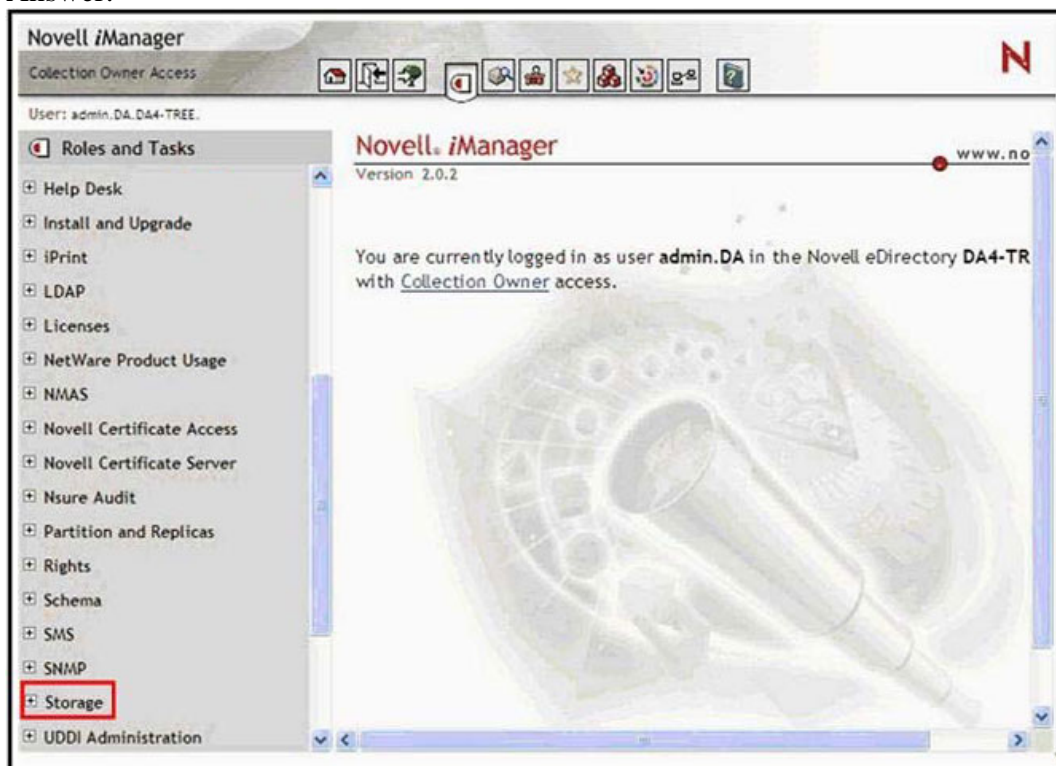 Answer:
Novell iManager
Collection Owner Access
N
User: admin.DA.DA4-TREE.
Roles and Tasks
Help Desk
Install and Upgrade
iPrint
LDAP
Licenses
NetWare Product Usage
NMAS
Novell Certificate Access
Novell Certificate Server
Nsure Audit
Partition and Replicas
Rights
Schema
SMS
SNMP
Storage
UDDI Administration
Novell. iManager
www.no
Version 2.0.2
You are currently logged in as user admin.DA in the Novell eDirectory DA4-TR
with Collection Owner access.